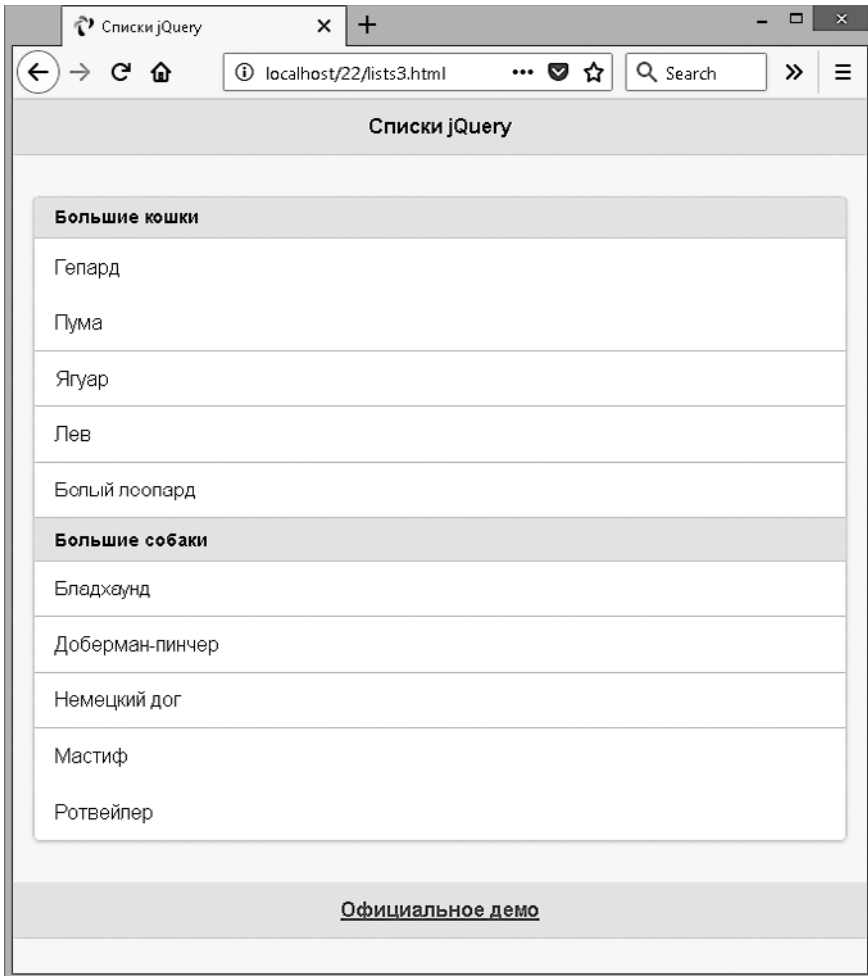 Списки jQuery
localhost/22/lists3.html
Search
Списки jQuery
Большие кошки
Гепард
Пума
Ягуар
Лев
Белый леопард
Большие собаки
Бладхаунд
Доберман-пинчер
Немецкий дог
Мастиф
Ротвейлер
Официальное демо